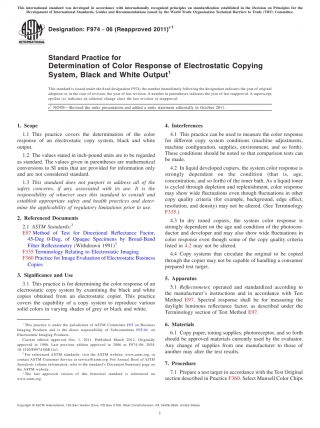 This international standard was developed in accordance with internationally recognized principles on standardization established in the Decision on Principles for the
Development of International Standards, Guides and Recommendations issued by the World Trade Organization Technical Barriers to Trade (TBT) Committee.
Designation: F974 − 06 (Reapproved 2011)´¹
Standard Practice for
Determination of Color Response of Electrostatic Copying
System, Black and White Output¹
This standard is issued under the fixed designation F974; the number immediately following the designation indicates the year of original
adoption or, in the case of revision, the year of last revision. A number in parentheses indicates the year of last reapproval. A superscript
epsilon (ε) indicates an editorial change since the last revision or reapproval.
ε¹ NOTE—Revised the units presentation and added a units statement editorially in October 2011.
1. Scope
1.1 This practice covers the determination of the color
response of an electrostatic copy system, black and white
output.
1.2 The values stated in inch-pound units are to be regarded
as standard. The values given in parentheses are mathematical
conversions to SI units that are provided for information only
and are not considered standard.
1.3 This standard does not purport to address all of the
safety concerns, if any, associated with its use. It is the
responsibility of whoever uses this standard to consult and
establish appropriate safety and health practices and deter-
mine the applicability of regulatory limitations prior to use.
2. Referenced Documents
2.1 ASTM Standards:²
E97 Method of Test for Directional Reflectance Factor,
45-Deg 0-Deg, of Opaque Specimens by Broad-Band
Filter Reflectometry (Withdrawn 1991)³
F335 Terminology Relating to Electrostatic Imaging
F360 Practice for Image Evaluation of Electrostatic Business
Copies
3. Significance and Use
3.1 This practice is for determining the color response of an
electrostatic copy system by examining the black and white
copies obtained from an electrostatic copier. This practice
covers the capability of a copy system to reproduce various
solid colors in varying shades of grey or black and white.
¹ This practice is under the jurisdiction of ASTM Committee F05 on Business
Imaging Products and is the direct responsibility of Subcommittee F05.04 on
Electrostatic Imaging Products.
Current edition approved Oct. 1, 2011. Published March 2012. Originally
approved in 1986. Last previous edition approved in 2006 as F974–06. DOI:
² For referenced ASTM standards, visit the ASTM website, www.astm.org, or
contact ASTM Customer Service at service@astm.org. For Annual Book of ASTM
Standards volume information, refer to the standard's Document Summary page on
the ASTM website.
³ The last approved version of this historical standard is referenced on
www.astm.org.
4. Interferences
4.1 This practice can be used to measure the color response
for different copy system conditions (machine adjustments,
machine configuration, supplies, environment, and so forth).
These conditions should be noted so that comparison tests can
be made.
4.2 In liquid developed copiers, the color system response is
strongly dependent on the condition (that is, age,
concentration, and so forth) of the toner bath. As a liquid inner
is cycled through depletion and replenishment, color response
may show wide fluctuations even though fluctuations in other
copy quality criteria (for example, background, edge effect,
resolution, and density) may not be altered. (See Terminology
F335.)
4.3 In dry toned copiers, the system color response is
strongly dependent on the age and condition of the photocon-
ductor and developer and may also show wide fluctuations in
color response even though some of the copy quality criteria
listed in 4.2 may not be altered.
4.4 Copy systems that circulate the original to be copied
through the copier may not be capable of handling a consumer
prepared target paper.
5. Apparatus
5.1 Reflectometer, operated and standardized according to
the manufacturer's instructions and in accordance with Test
Method E97. Spectral response shall be for measuring the
daylight luminous reflectance factor, as described under the
Terminology section of Test Method E97.
6. Materials
6.1 Copy paper, toning supplies, photoreceptor, and so forth
should be approved materials currently used by the evaluator.
Any change of supplies from one manufacturer to those of
another may alter the test results.
7. Procedure
7.1 Prepare a test target in accordance with the Test Original
section described in Practice F360. Select Munsell Color Chips
Copyright © ASTM International, 100 Barr Harbor Drive, PO Box C700, West Conshohocken, PA 19428-2959. United States
1